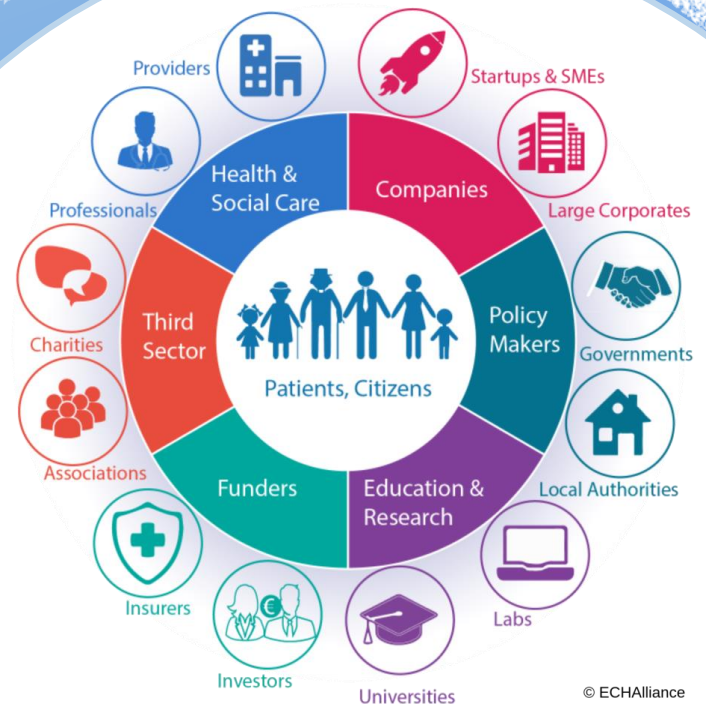 Providers
Startups & SMEs
Health &
Social Care
Companies
Professionals
Large Corporates
Third
Sector
Policy
Makers
Charities
Governments
Patients, Citizens
Associations
Funders
Education &
Research
Local Authorities
Insurers
Labs
Investors
Universities
© ECHAlliance